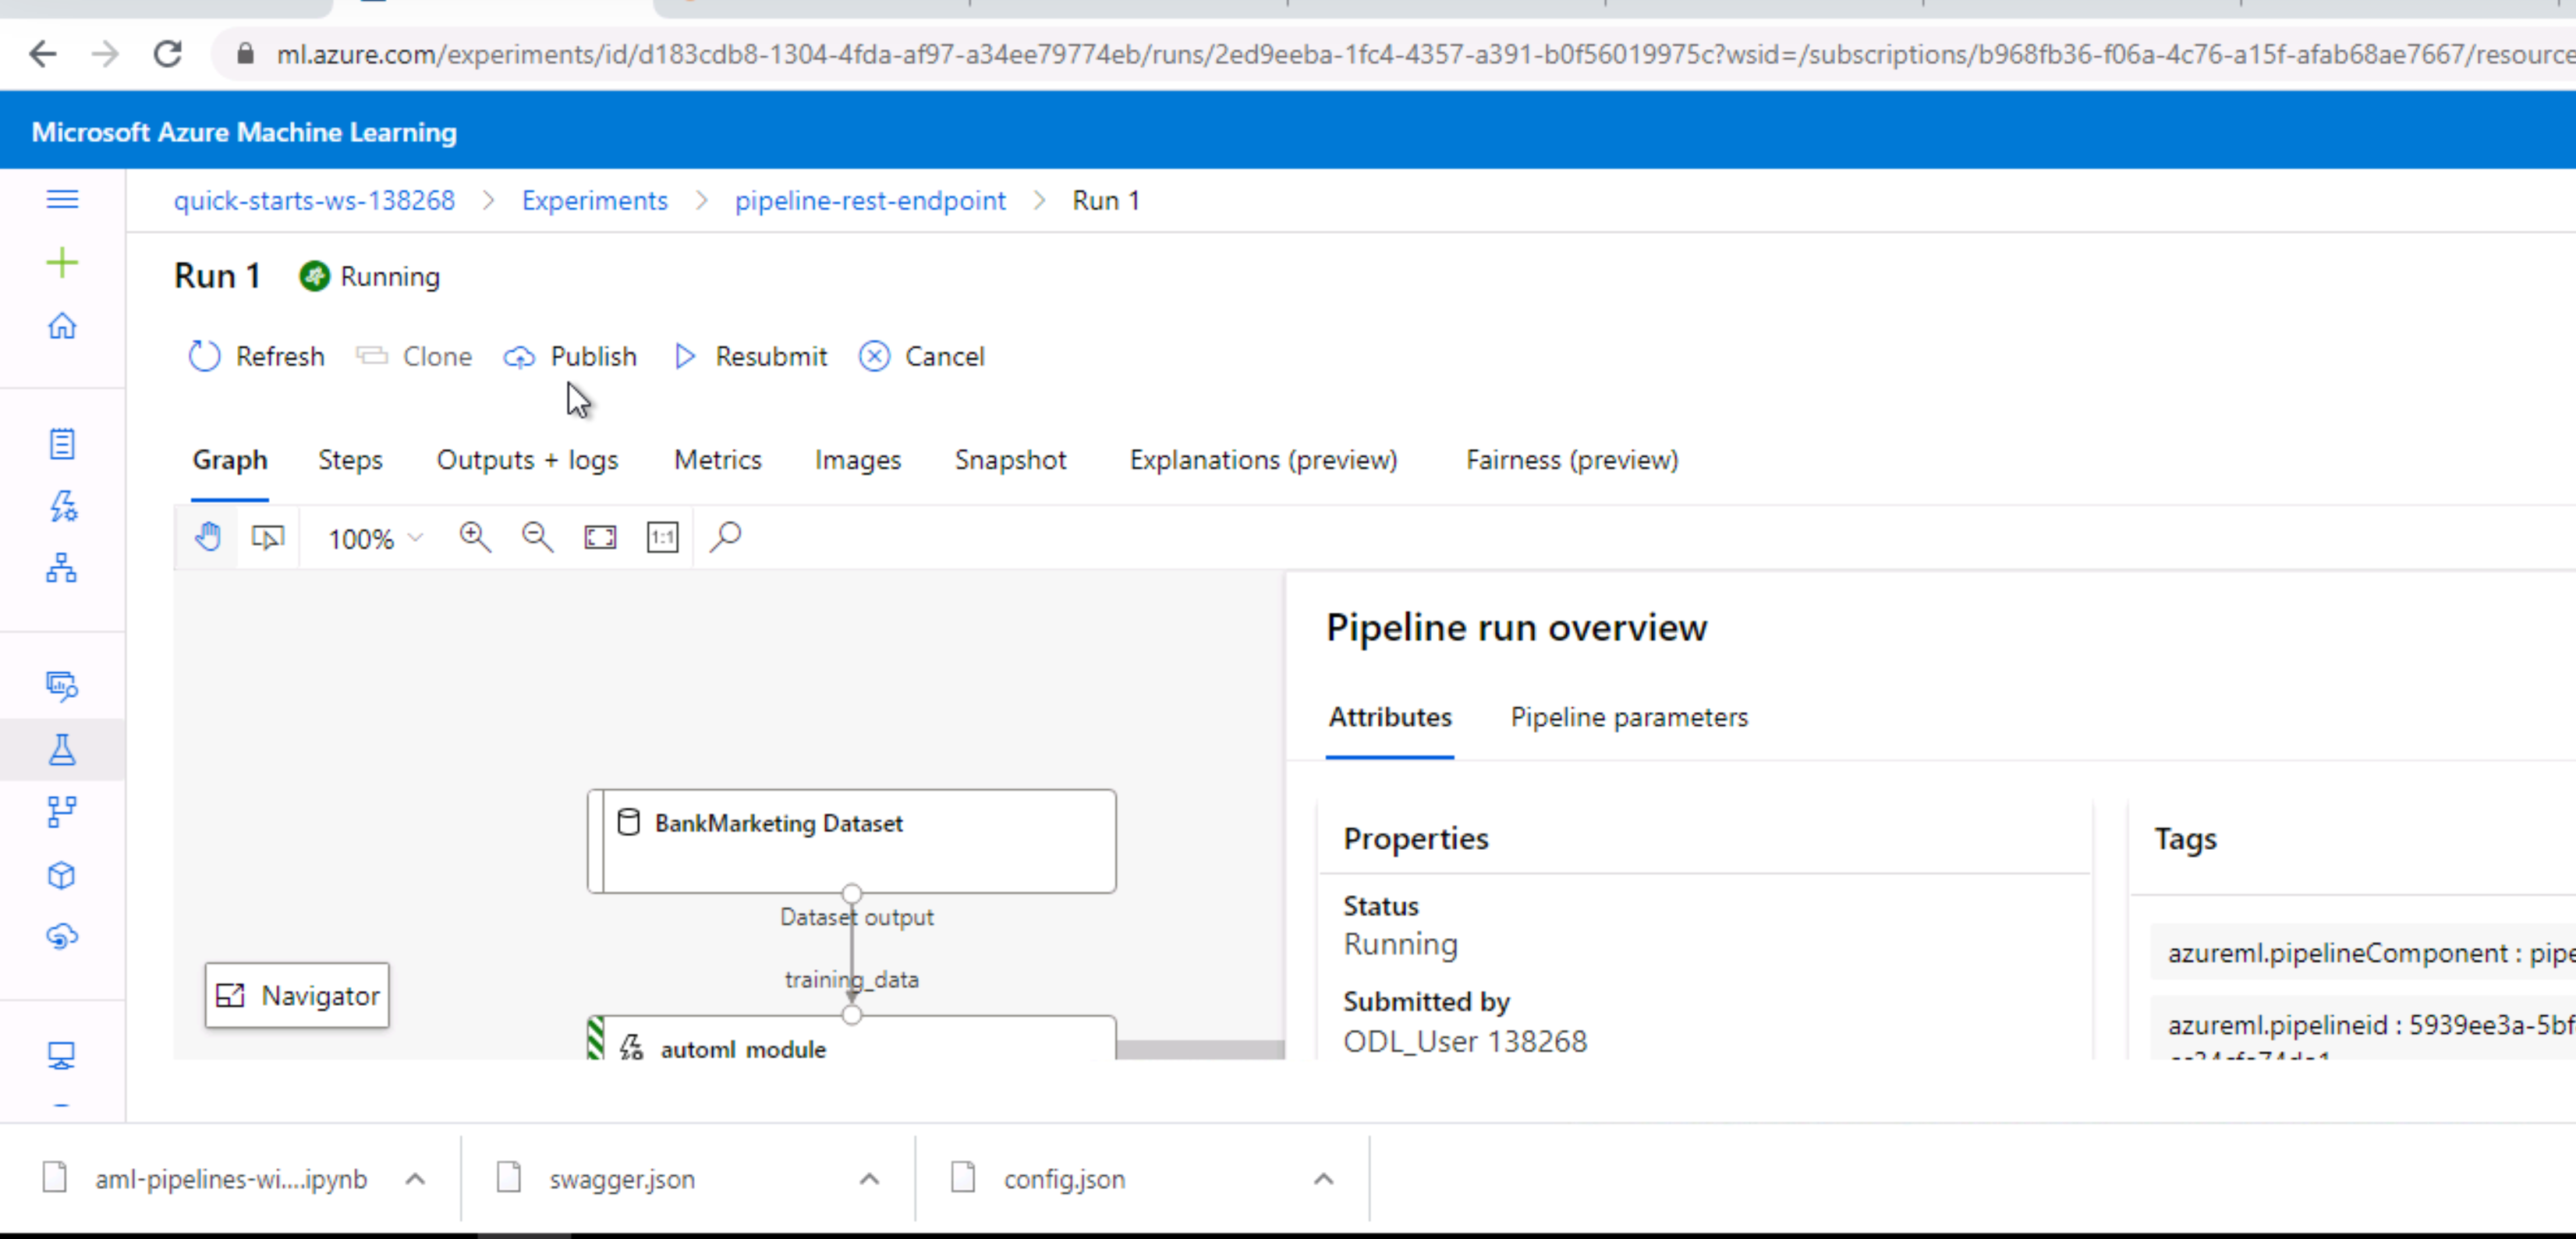 ml.azure.com/experiments/id/d183cdb8-1304-4fda-af97-a34ee79774eb/runs/2ed9eeba-1fc4-4357-a391-b0f56019975c?wsid=/subscriptions/b968fb36-f06a-4c76-a15f-afab68ae7667/resource
Microsoft Azure Machine Learning
quick-starts-ws-138268 > Experiments > pipeline-rest-endpoint > Run 1
Run 1 Running
Refresh Clone Publish Resubmit Cancel
Graph Steps Outputs + logs Metrics Images Snapshot Explanations (preview) Fairness (preview)
100% 1:1
Pipeline run overview
Attributes Pipeline parameters
BankMarketing Dataset
Dataset output
training_data
automl_module
Navigator
Properties
Status
Running
Submitted by
ODL_User 138268
Tags
azureml.pipelineComponent : pipe
azureml.pipelineid : 5939ee3a-5bf
aml-pipelines-wi....ipynb swagger.json config.json